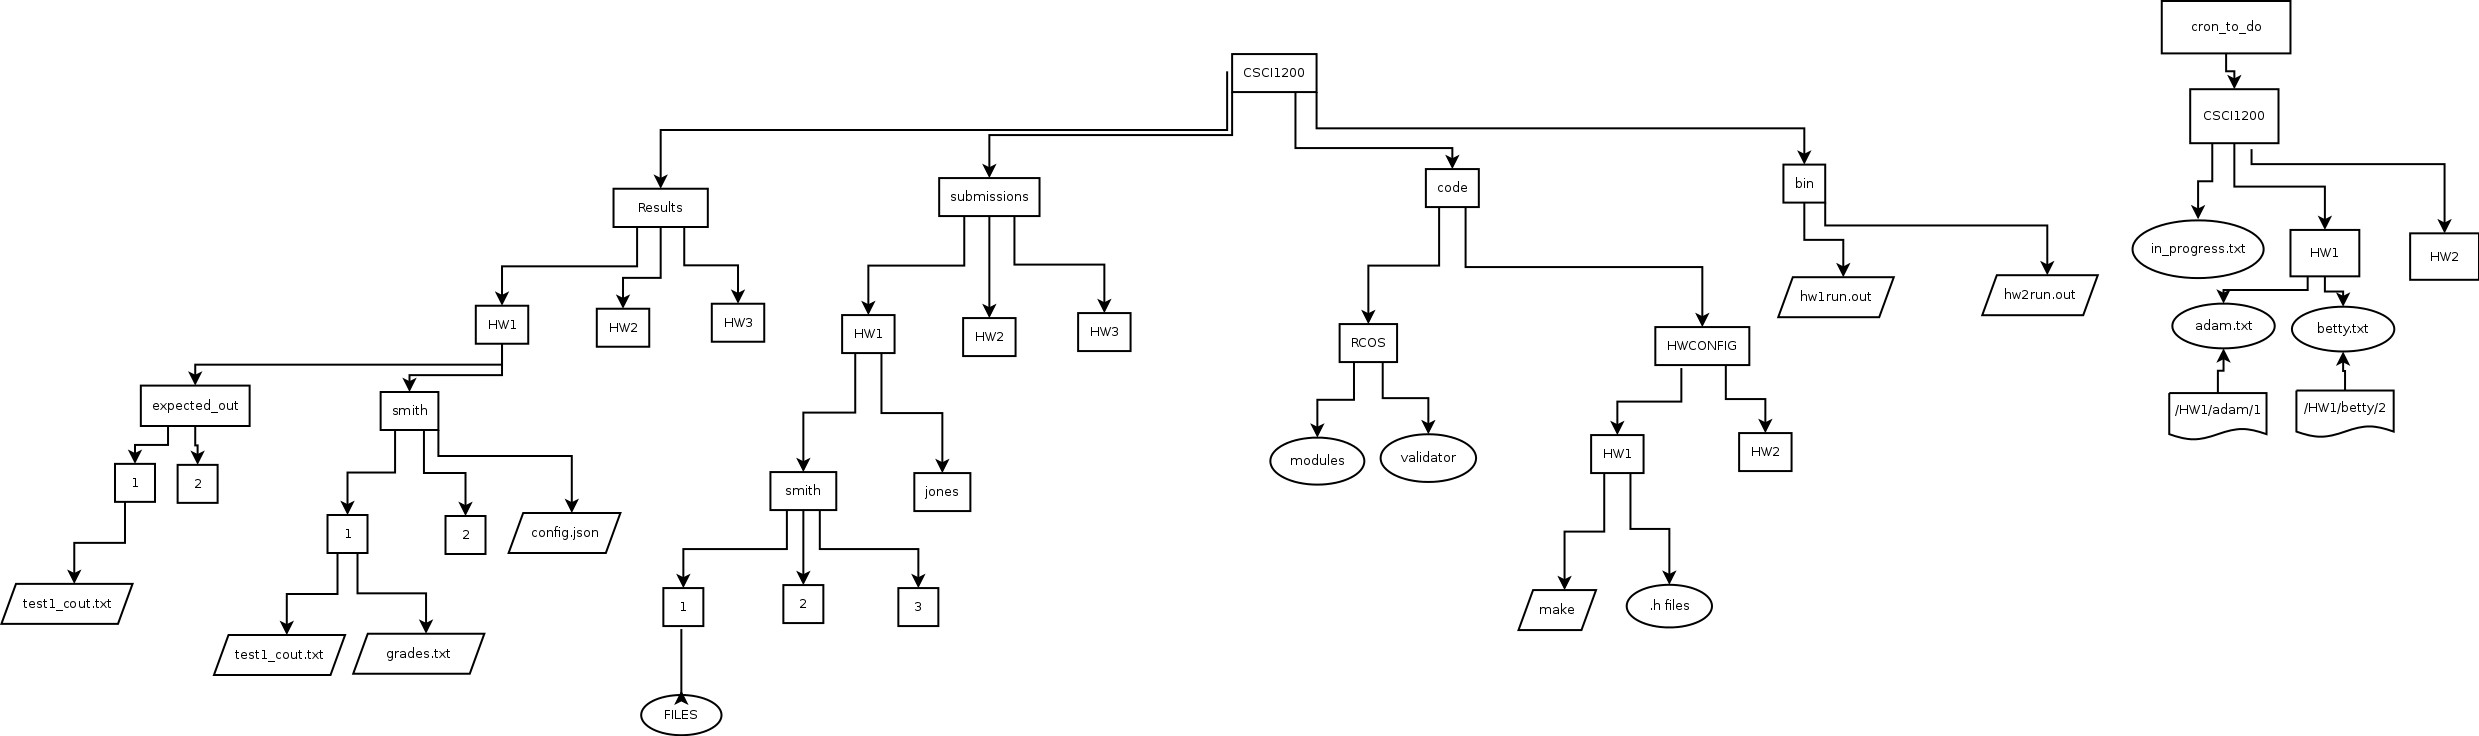 cron_to_do
CSCI1200
CSCI1200
Results
submissions
code
bin
in_progress.txt
HW1
HW2
hw1run.out
hw2run.out
HW1
HW2
HW3
HW1
HW2
HW3
RCOS
HWCONFIG
adam.txt
betty.txt
expected_out
smith
/HW1/adam/1
/HW1/betty/2
modules
validator
HW1
HW2
1
2
smith
jones
1
2
config.json
test1_cout.txt
1
2
3
make
.h files
test1_cout.txt
grades.txt
FILES